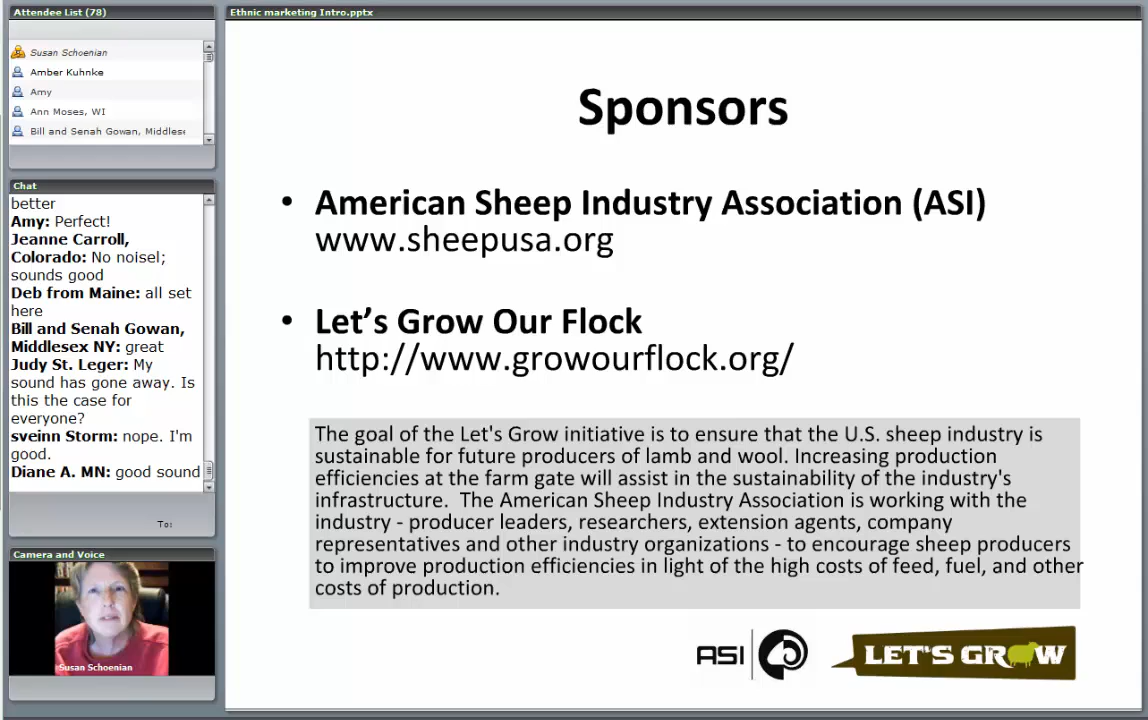 Attendee List (78)
Susan Schoenian
Amber Kuhnke
Amy
Ann Moses, WI
Bill and Senah Gowan, Middlese
Chat
better
Amy: Perfect!
Jeanne Carroll,
Colorado: No noisel;
sounds good
Deb from Maine: all set
here
Bill and Senah Gowan,
Middlesex NY: great
Judy St. Leger: My
sound has gone away. Is
this the case for
everyone?
sveinn Storm: nope. I'm
good.
Diane A. MN: good sound
To:
Camera and Voice
Susan Schoenian
Ethnic marketing Intro.pptx
Sponsors
• American Sheep Industry Association (ASI)
www.sheepusa.org
• Let’s Grow Our Flock
http://www.growourflock.org/
The goal of the Let's Grow initiative is to ensure that the U.S. sheep industry is
sustainable for future producers of lamb and wool. Increasing production
efficiencies at the farm gate will assist in the sustainability of the industry's
infrastructure.  The American Sheep Industry Association is working with the
industry - producer leaders, researchers, extension agents, company
representatives and other industry organizations - to encourage sheep producers
to improve production efficiencies in light of the high costs of feed, fuel, and other
costs of production.
ASI
LET'S GROW